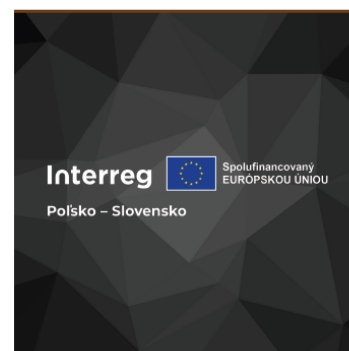 Interreg
Spolufinancovaný
EURÓPSKOU ÚNIOU
Poľsko – Slovensko